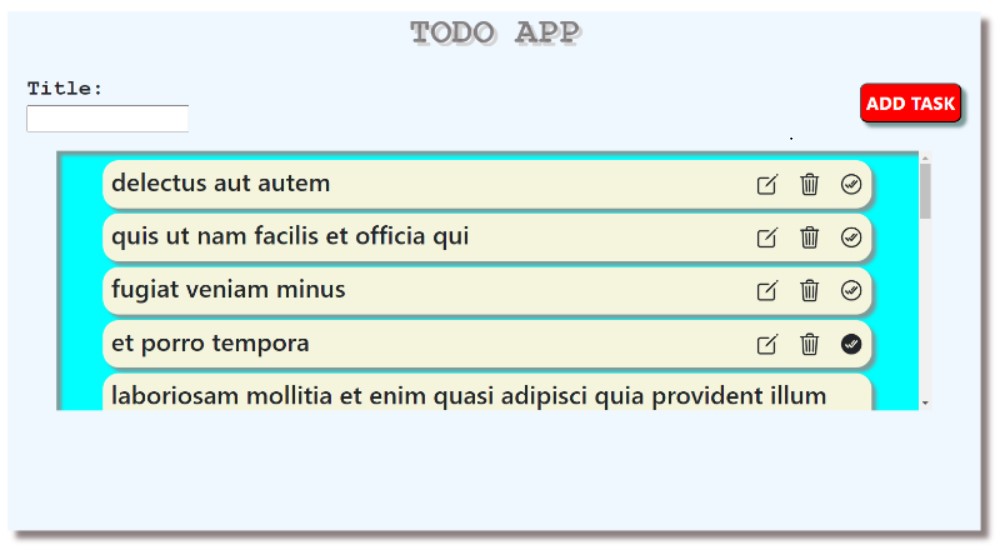 TODO APP
Title:
ADD TASK
delectus aut autem
quis ut nam facilis et officia qui
fugiat veniam minus
et porro tempora
laboriosam mollitia et enim quasi adipisci quia provident illum